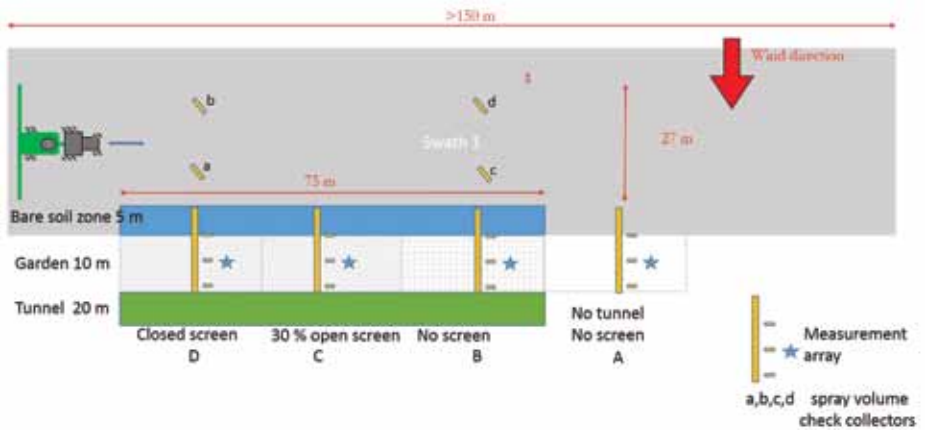 >150 m
Waid direction
1
b
d
27 m
Swath 1
a
c
75 m
Bare soil zone 5 m
Garden 10 m
Tunnel 20 m
No tunnel
Closed screen
30 % open screen
No screen
No screen
D
C
B
A
Measurement
array
a,b,c,d spray volume
check collectors